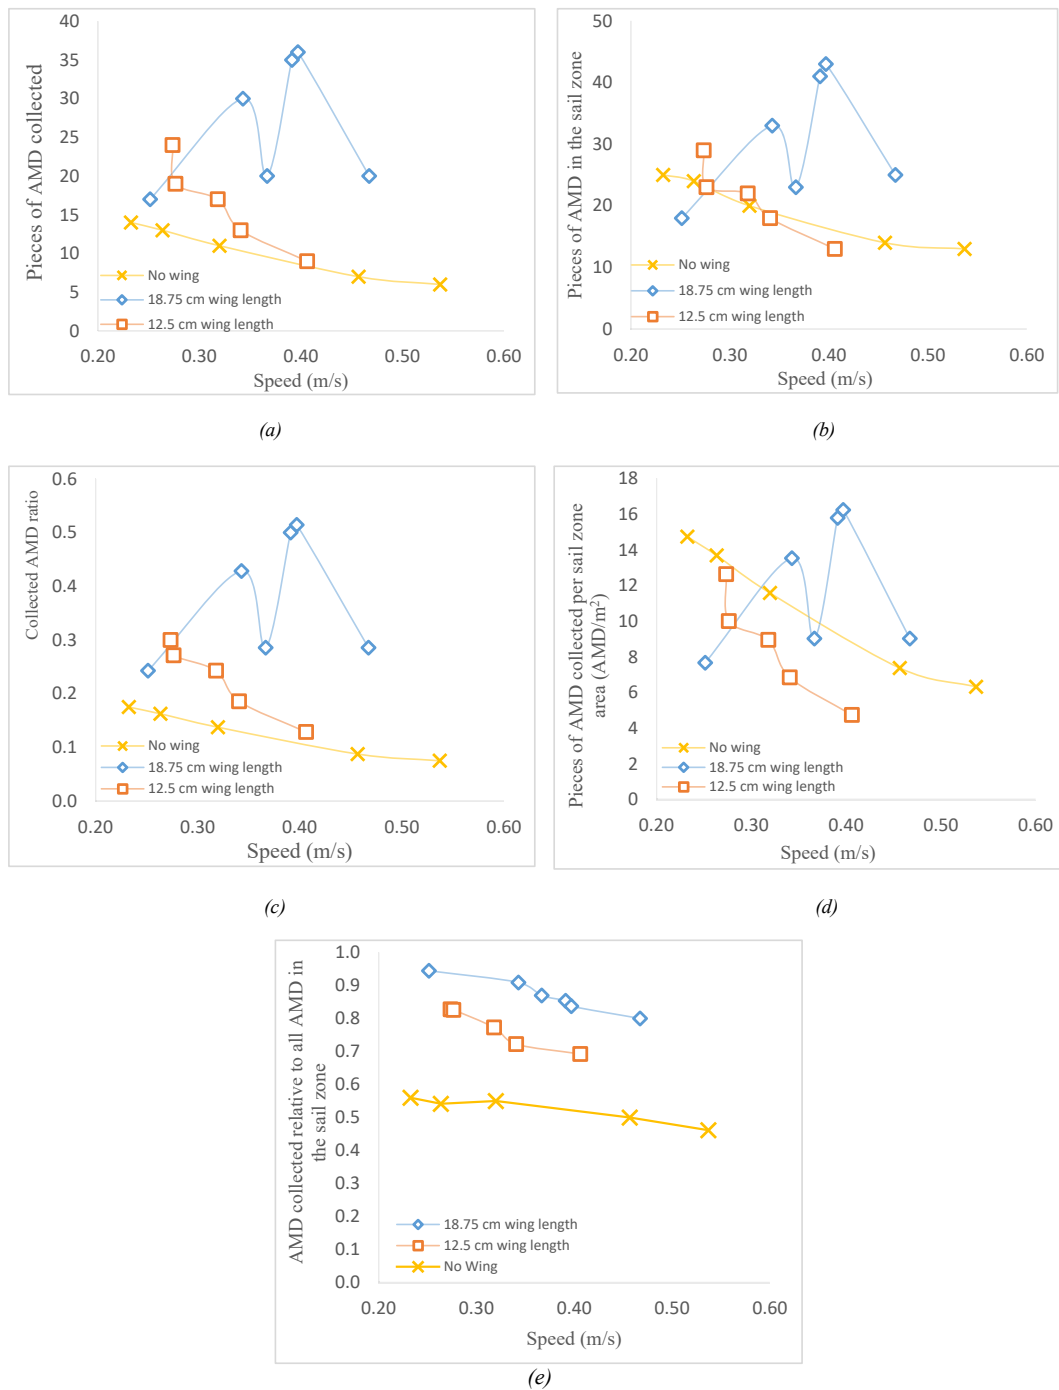 Pieces of AMD collected
40
35
30
25
20
15
10
5
0
No wing
18.75 cm wing length
12.5 cm wing length
0.20 0.30 0.40 0.50 0.60
Speed (m/s)
(a)
Pieces of AMD in the sail zone
50
40
30
20
10
0
No wing
18.75 cm wing length
12.5 cm wing length
0.20 0.30 0.40 0.50 0.60
Speed (m/s)
(b)
Collected AMD ratio
0.6
0.5
0.4
0.3
0.2
0.1
0.0
No wing
18.75 cm wing length
12.5 cm wing length
0.20 0.30 0.40 0.50 0.60
Speed (m/s)
(c)
Pieces of AMD collected per sail zone
area (AMD/m²)
18
16
14
12
10
8
6
4
2
0
No wing
18.75 cm wing length
12.5 cm wing length
0.20 0.30 0.40 0.50 0.60
Speed (m/s)
(d)
AMD collected relative to all AMD in
the sail zone
1.0
0.9
0.8
0.7
0.6
0.5
0.4
0.3
0.2
0.1
0.0
18.75 cm wing length
12.5 cm wing length
No Wing
0.20 0.30 0.40 0.50 0.60
Speed (m/s)
(e)